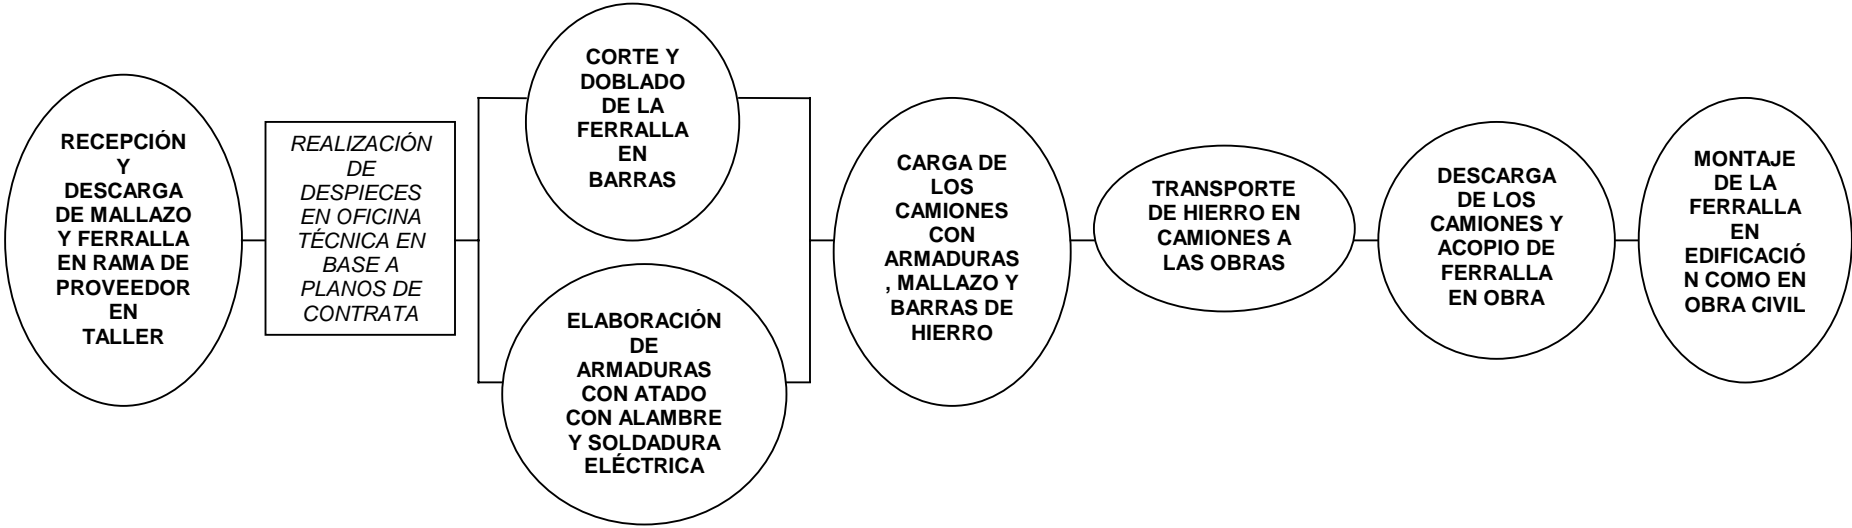 RECEPCIÓN
Y
DESCARGA
DE MALLAZO
Y FERRALLA
EN RAMA DE
PROVEEDOR
EN
TALLER
REALIZACIÓN
DE
DESPIECES
EN OFICINA
TÉCNICA EN
BASE A
PLANOS DE
CONTRATA
CORTE Y
DOBLADO
DE LA
FERRALLA
EN
BARRAS
ELABORACIÓN
DE
ARMADURAS
CON ATADO
CON ALAMBRE
Y SOLDADURA
ELÉCTRICA
CARGA DE
LOS
CAMIONES
CON
ARMADURAS
, MALLAZO Y
BARRAS DE
HIERRO
TRANSPORTE
DE HIERRO EN
CAMIONES A
LAS OBRAS
DESCARGA
DE LOS
CAMIONES Y
ACOPIO DE
FERRALLA
EN OBRA
MONTAJE
DE LA
FERRALLA
EN
EDIFICACIÓ
N COMO EN
OBRA CIVIL